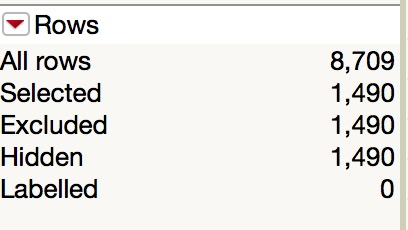 Rows
All rows 8,709
Selected 1,490
Excluded 1,490
Hidden 1,490
Labelled 0